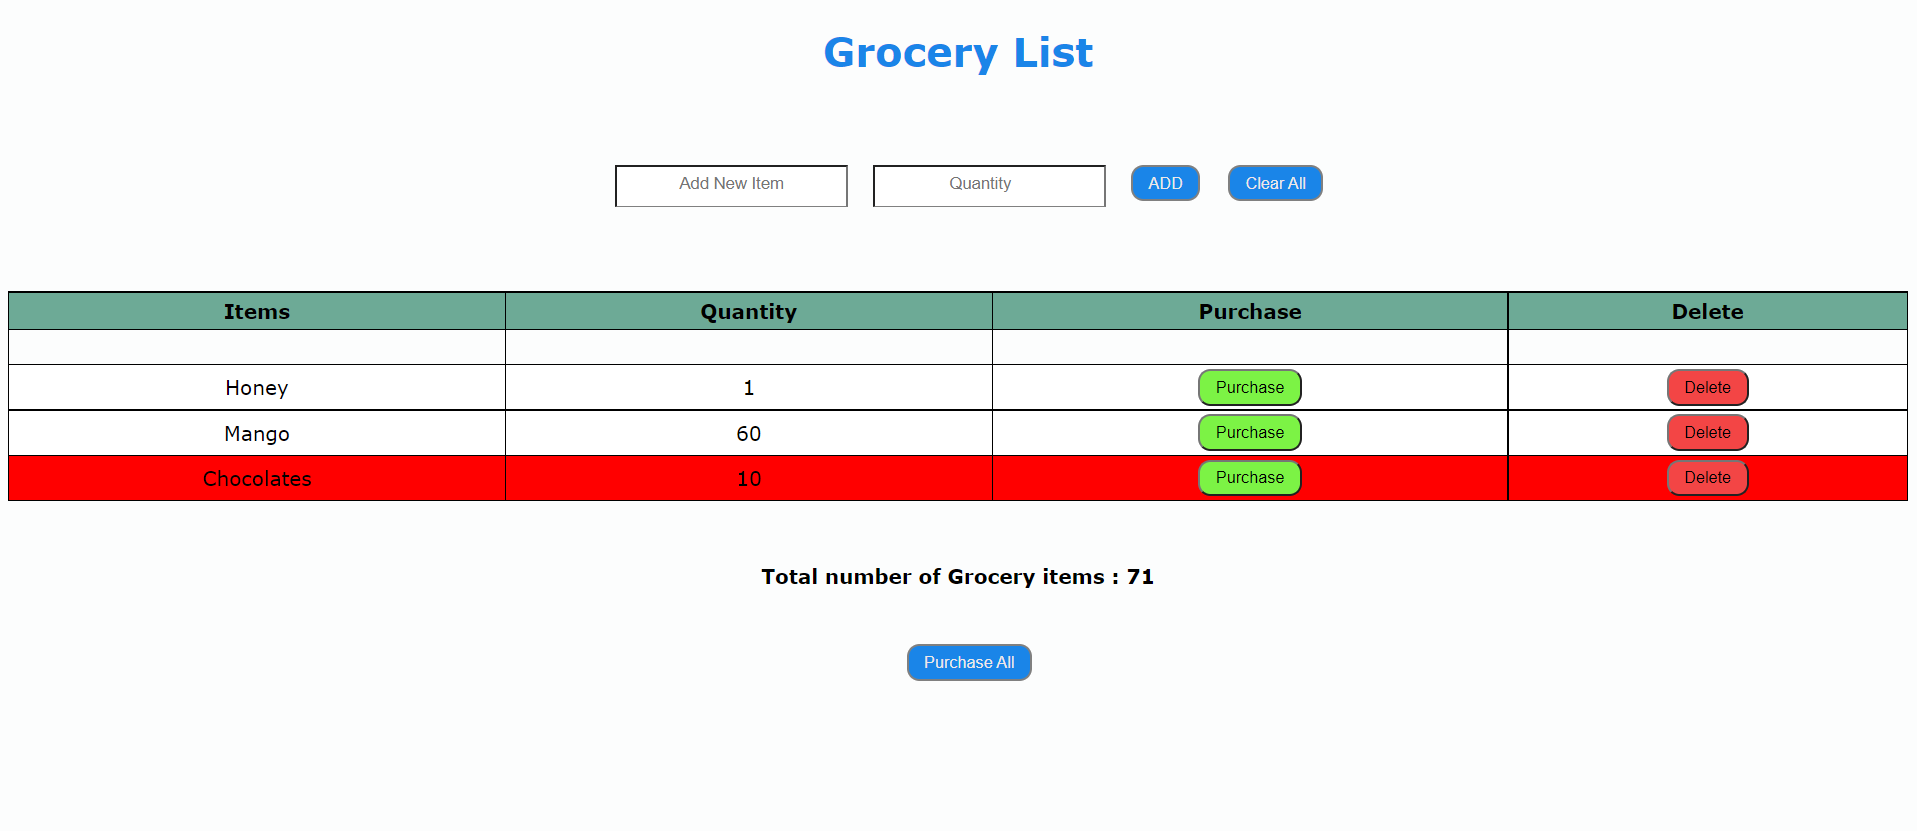 Grocery List
Add New Item Quantity ADD Clear All
Items Quantity Purchase Delete
Honey 1 Purchase Delete
Mango 60 Purchase Delete
Chocolates 10 Purchase Delete
Total number of Grocery items : 71
Purchase All